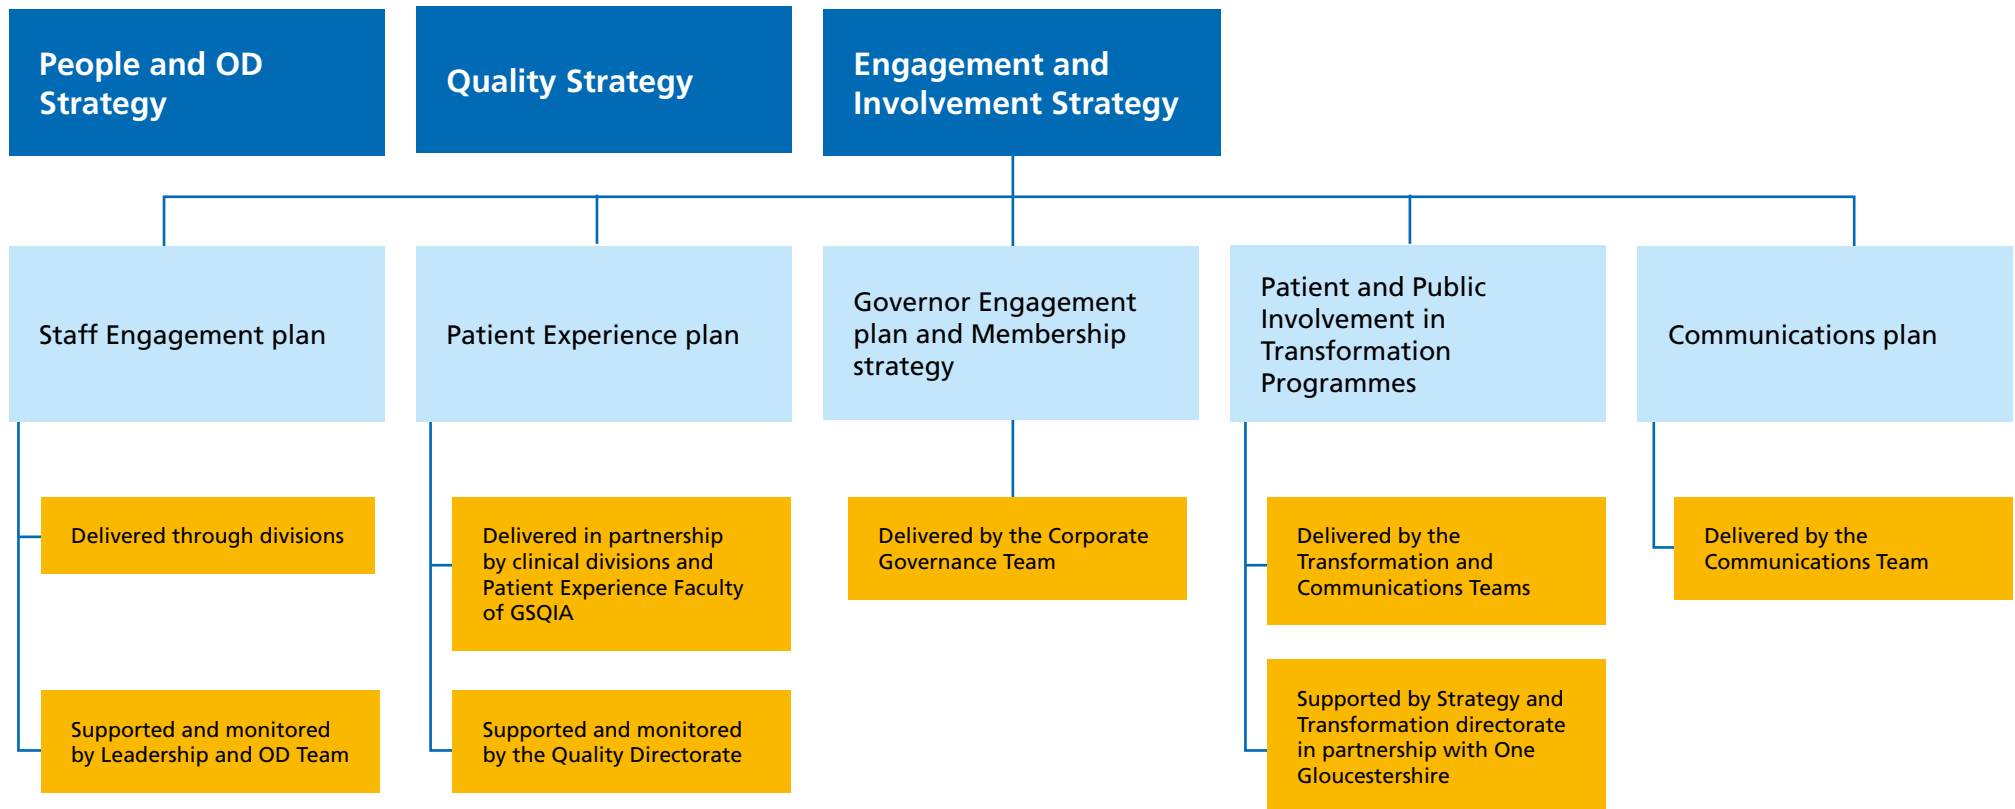 People and OD
Strategy
Quality Strategy
Engagement and
Involvement Strategy
Staff Engagement plan
Patient Experience plan
Governor Engagement
plan and Membership
strategy
Patient and Public
Involvement in
Transformation
Programmes
Communications plan
Delivered through divisions
Delivered in partnership
by clinical divisions and
Patient Experience Faculty
of GSQIA
Delivered by the Corporate
Governance Team
Delivered by the
Transformation and
Communications Teams
Delivered by the
Communications Team
Supported and monitored
by Leadership and OD Team
Supported and monitored
by the Quality Directorate
Supported by Strategy and
Transformation directorate
in partnership with One
Gloucestershire